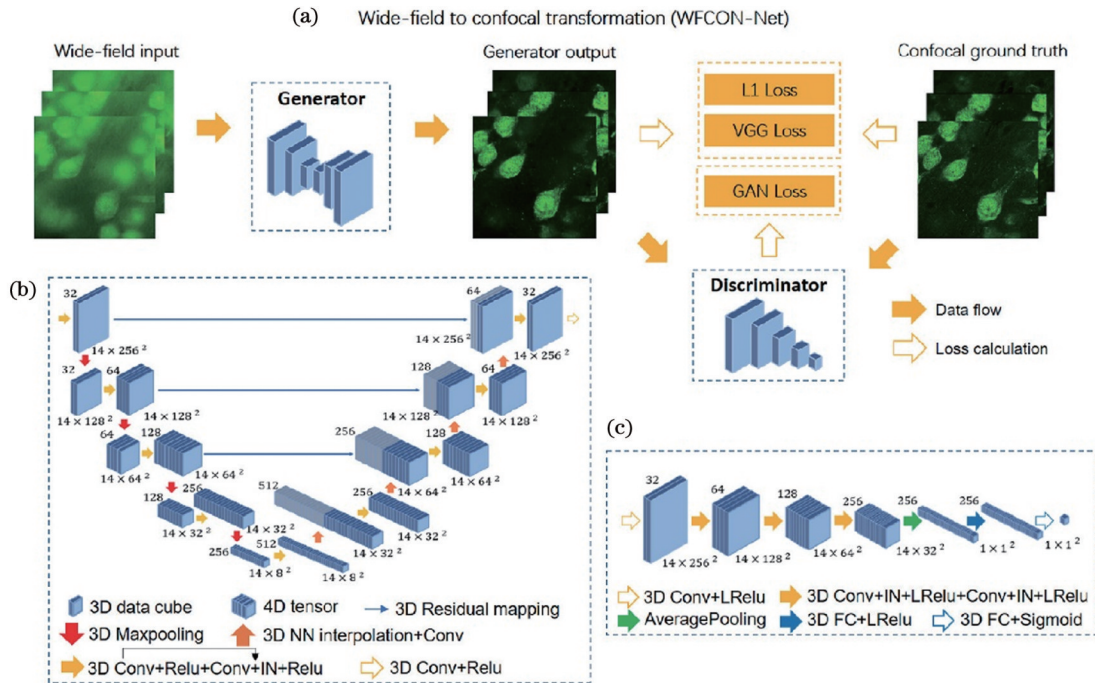 (a)
Wide-field to confocal transformation (WFCON-Net)
Wide-field input
Generator output
Confocal ground truth
Generator
L1 Loss
VGG Loss
GAN Loss
Discriminator
Data flow
Loss calculation
(b)
32
14 × 256 ²
64
32
14 × 256 ²
14 × 256 ²
32
64
14 × 128 ²
14 × 128 ²
128
64
14 × 128 ²
14 × 128 ²
64
128
14 × 64 ²
14 × 64 ²
256
128
14 × 64 ²
14 × 64 ²
128
256
14 × 32 ²
14 × 32 ²
512
256
14 × 32 ²
14 × 32 ²
256
512
14 × 8 ²
14 × 8 ²
3D data cube
4D tensor
3D Residual mapping
3D Maxpooling
3D NN interpolation+Conv
3D Conv+Relu+Conv+IN+Relu
3D Conv+Relu
(c)
32
64
128
256
256
256
14 × 256 ²
14 × 128 ²
14 × 64 ²
14 × 32 ²
1 × 1 ²
1 × 1 ²
3D Conv+LRelu
3D Conv+IN+LRelu+Conv+IN+LRelu
AveragePooling
3D FC+LRelu
3D FC+Sigmoid